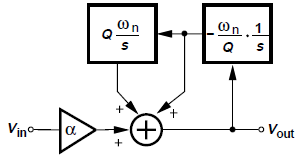 Q ωn/s
- ωn/Q · 1/s
+
+
Vin
α
+
+
Vout